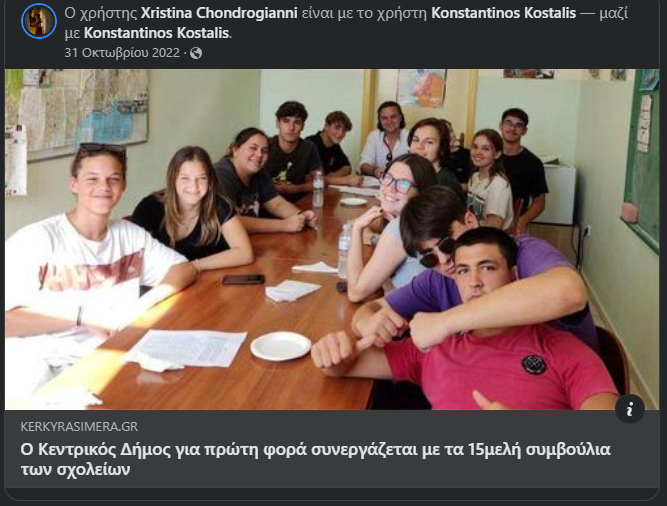 Ο χρήστης Xristina Chondrogianni είναι με το χρήστη Konstantinos Kostalis — μαζί
με Konstantinos Kostalis.
31 Οκτωβρίου 2022 ·
KERKYRASIMERA.GR
Ο Κεντρικός Δήμος για πρώτη φορά συνεργάζεται με τα 15μελή συμβούλια
των σχολείων